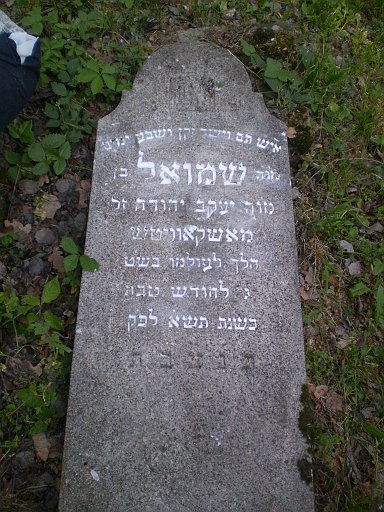 איש תם וישר זקן ושבע ימים
מוה שמואל בן
מוה יעקב יהודה זל
מאשקאוויטש
הלך לעולמו בשט
ג לחודש טבת
בשנת תשא לפק
תנצבה